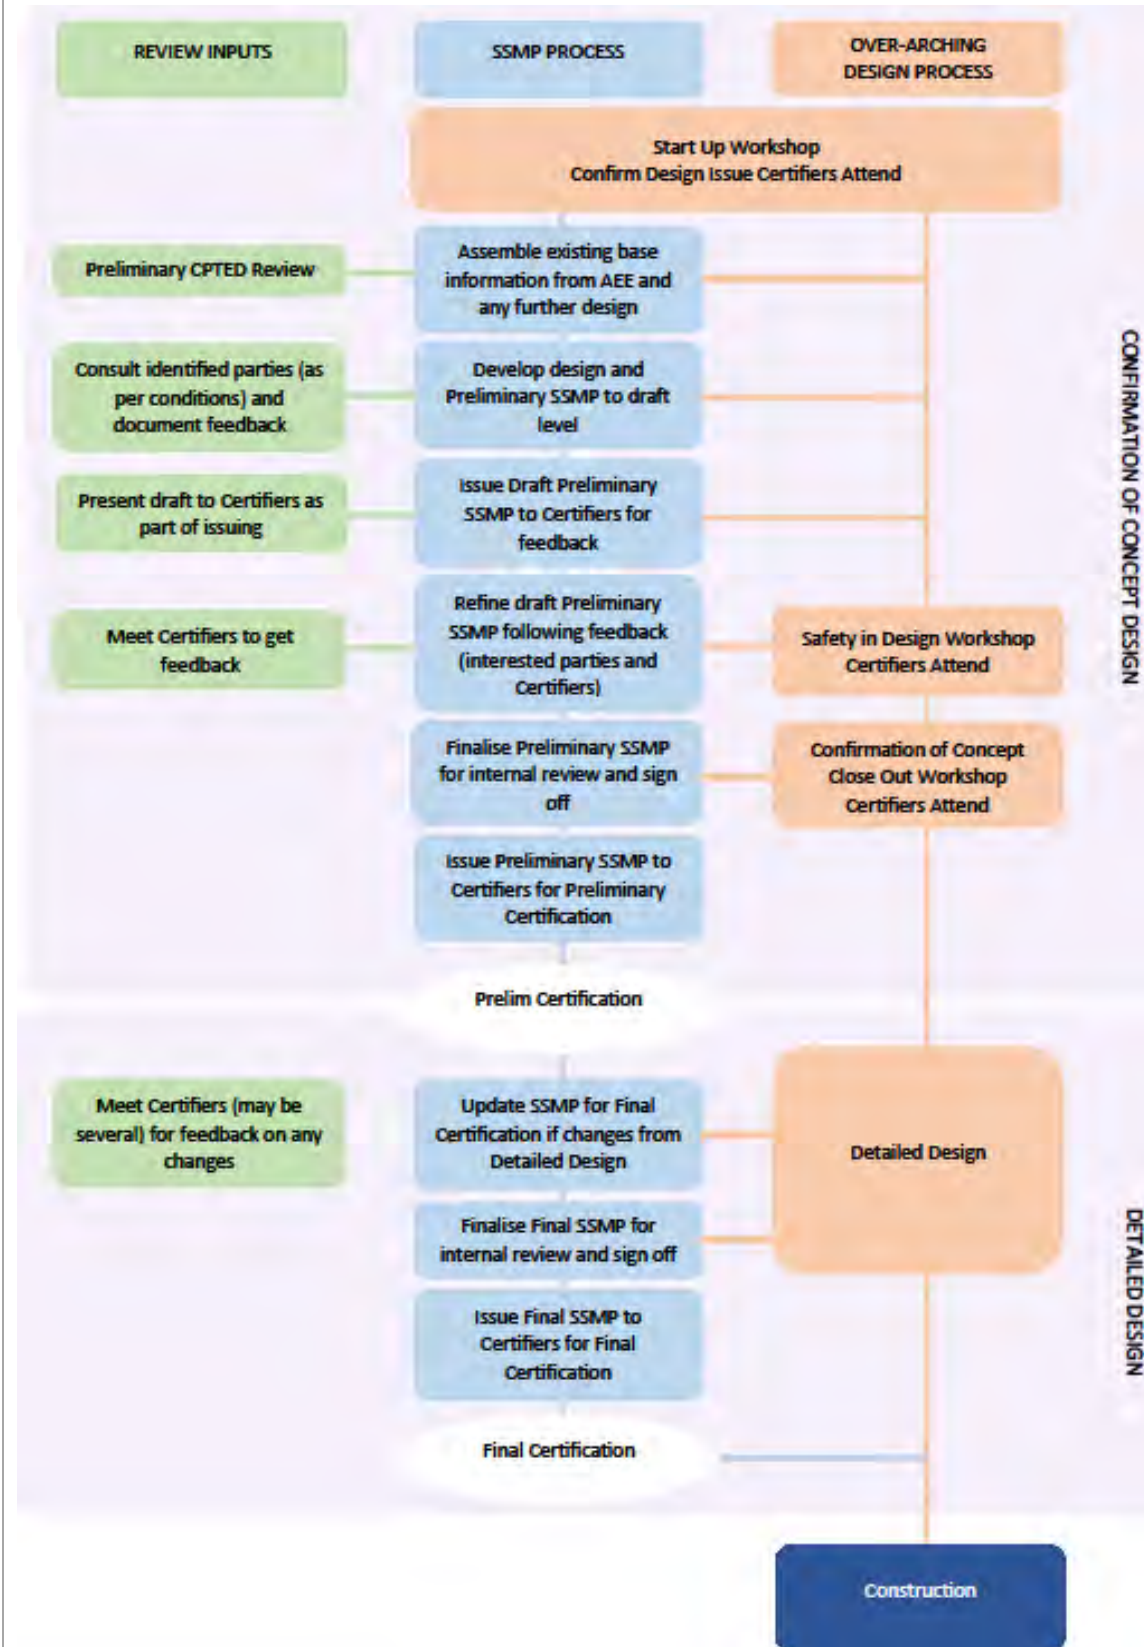 REVIEW INPUTS
SSMP PROCESS
OVER-ARCHING
DESIGN PROCESS
Start Up Workshop
Confirm Design Issue Certifiers Attend
Preliminary CPTED Review
Assemble existing base
information from AEE and
any further design
Consult identified parties (as
per conditions) and
document feedback
Develop design and
Preliminary SSMP to draft
level
Present draft to Certifiers as
part of issuing
Issue Draft Preliminary
SSMP to Certifiers for
feedback
Meet Certifiers to get
feedback
Refine draft Preliminary
SSMP following feedback
(interested parties and
Certifiers)
Safety in Design Workshop
Certifiers Attend
Finalise Preliminary SSMP
for internal review and sign
off
Confirmation of Concept
Close Out Workshop
Certifiers Attend
Issue Preliminary SSMP to
Certifiers for Preliminary
Certification
Prelim Certification
CONFIRMATION OF CONCEPT DESIGN
Meet Certifiers (may be
several) for feedback on any
changes
Update SSMP for Final
Certification if changes from
Detailed Design
Detailed Design
Finalise Final SSMP for
internal review and sign off
Issue Final SSMP to
Certifiers for Final
Certification
Final Certification
DETAILED DESIGN
Construction